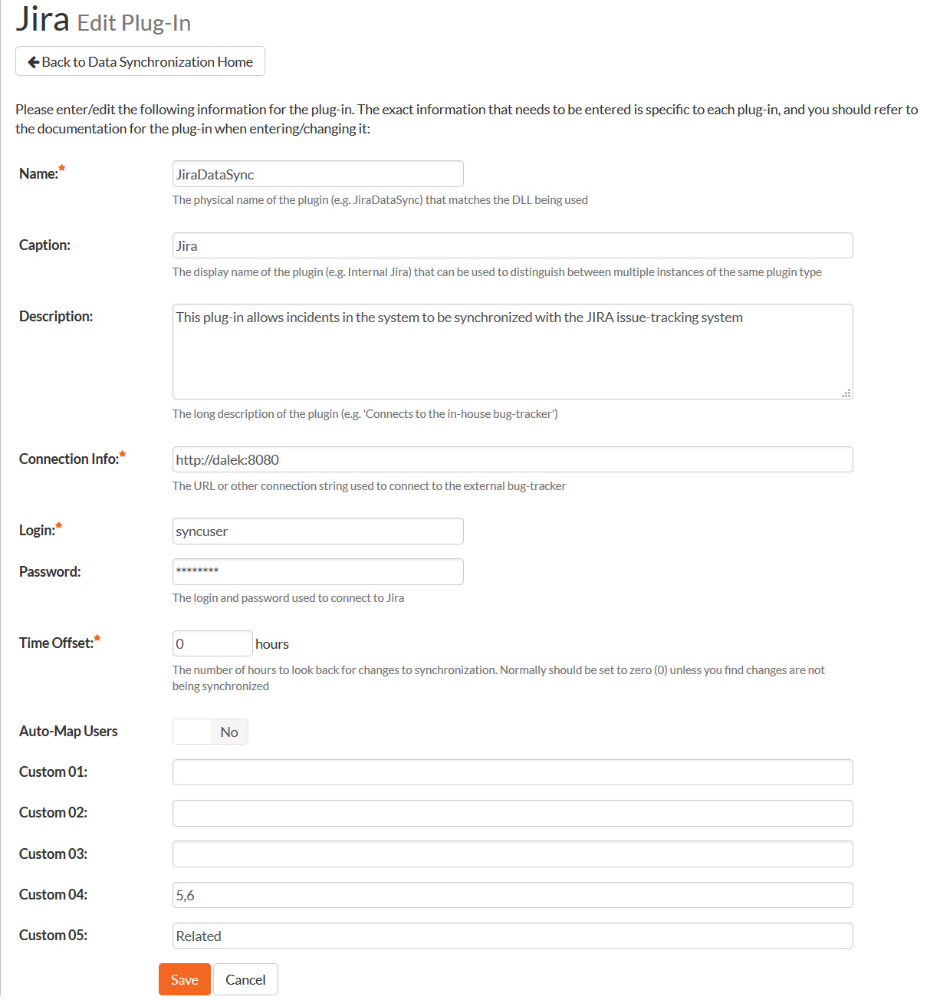 Jira Edit Plug-In
Back to Data Synchronization Home
Please enter/edit the following information for the plug-in. The exact information that needs to be entered is specific to each plug-in, and you should refer to
the documentation for the plug-in when entering/changing it:
Name:* JiraDataSync
The physical name of the plugin (e.g. JiraDataSync) that matches the DLL being used
Caption: Jira
The display name of the plugin (e.g. Internal Jira) that can be used to distinguish between multiple instances of the same plugin type
Description: This plug-in allows incidents in the system to be synchronized with the JIRA issue-tracking system
The long description of the plugin (e.g. 'Connects to the in-house bug-tracker')
Connection Info:* http://dalek:8080
The URL or other connection string used to connect to the external bug-tracker
Login:* syncuser
Password: ********
The login and password used to connect to Jira
Time Offset:* 0 hours
The number of hours to look back for changes to synchronization. Normally should be set to zero (0) unless you find changes are not
being synchronized
Auto-Map Users No
Custom 01:
Custom 02:
Custom 03:
Custom 04: 5,6
Custom 05: Related
Save Cancel